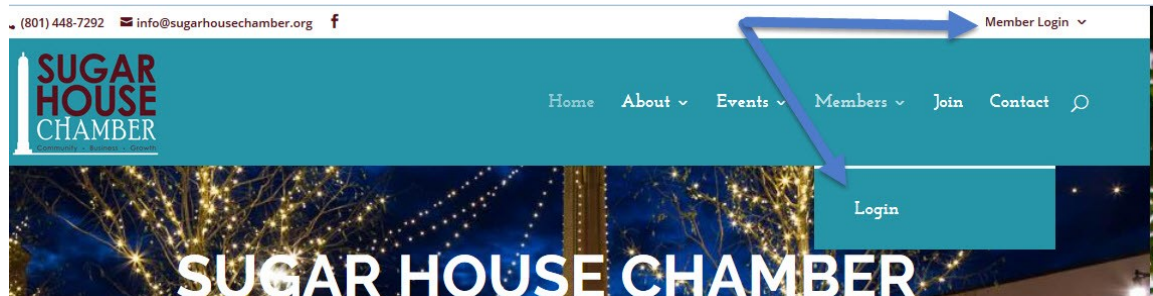 (801) 448-7292 info@sugarhousechamber.org f Member Login
SUGAR
HOUSE
CHAMBER
Community • Business • Growth
Home About Events Members Join Contact
Login
SUGAR HOUSE CHAMBER